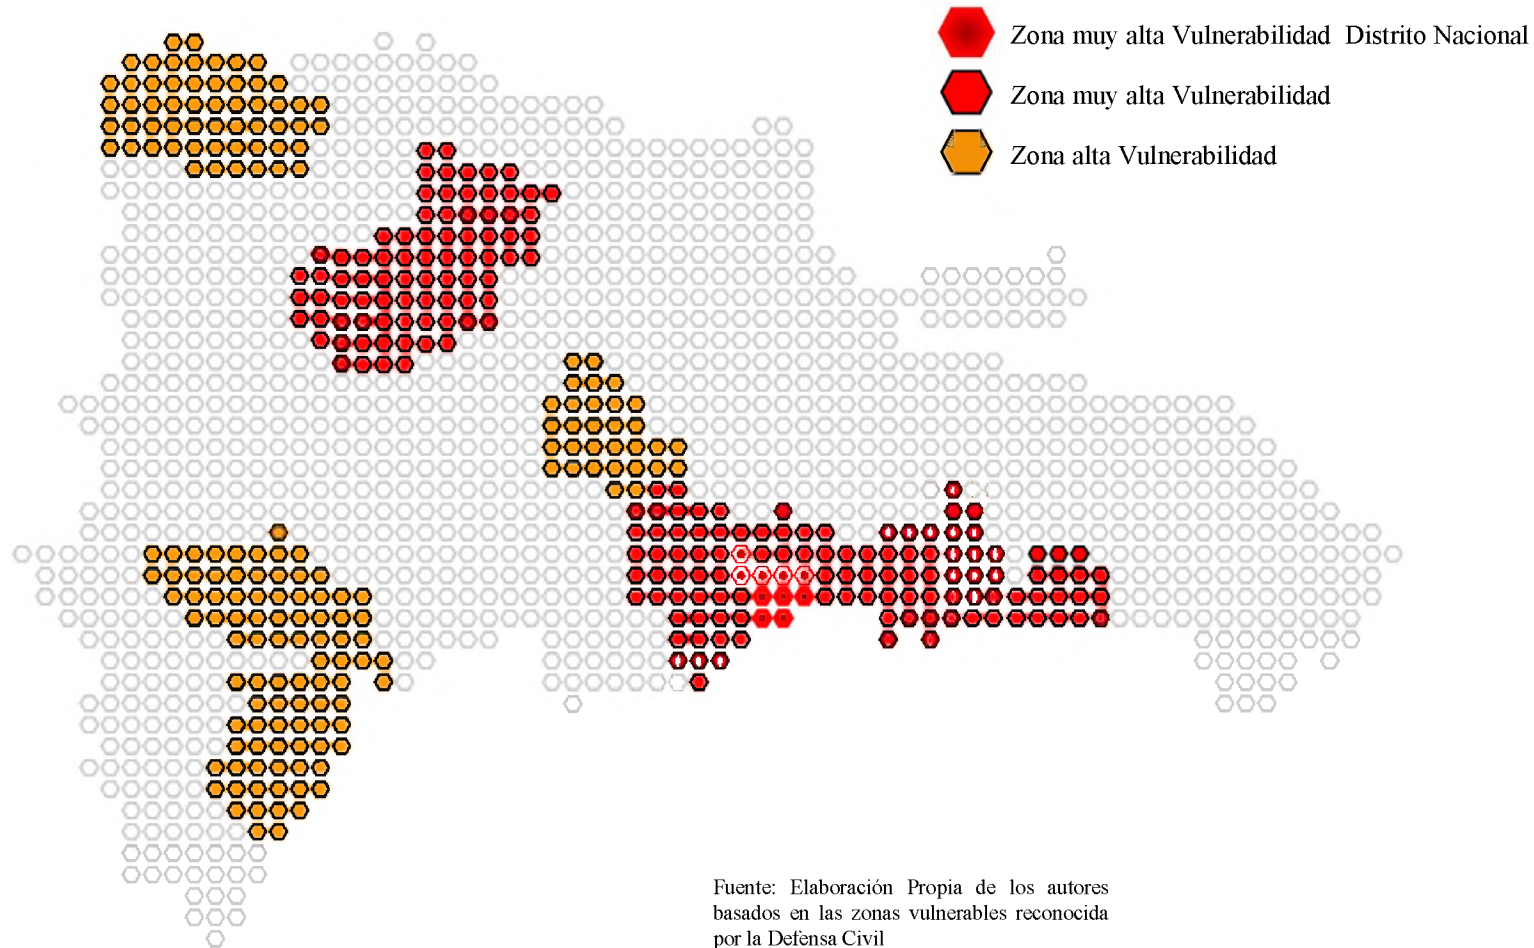 Zona muy alta Vulnerabilidad Distrito Nacional
Zona muy alta Vulnerabilidad
Zona alta Vulnerabilidad
Fuente: Elaboración Propia de los autores
basados en las zonas vulnerables reconocida
por la Defensa Civil